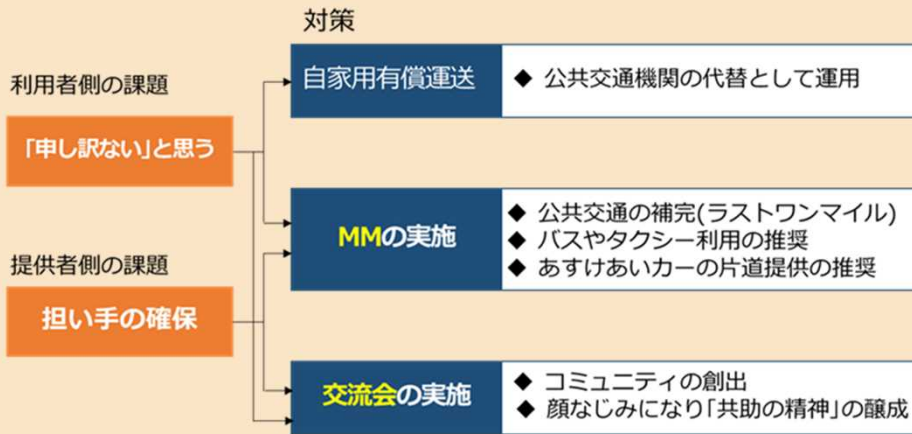 対策
利用者側の課題
「申し訳ない」と思う
提供者側の課題
担い手の確保
自家用有償運送
◆ 公共交通機関の代替として運用
MMの実施
◆ 公共交通の補完(ラストワンマイル)
◆ バスやタクシー利用の推奨
◆ あすけあいカーの片道提供の推奨
交流会の実施
◆ コミュニティの創出
◆ 顔なじみになり「共助の精神」の醸成